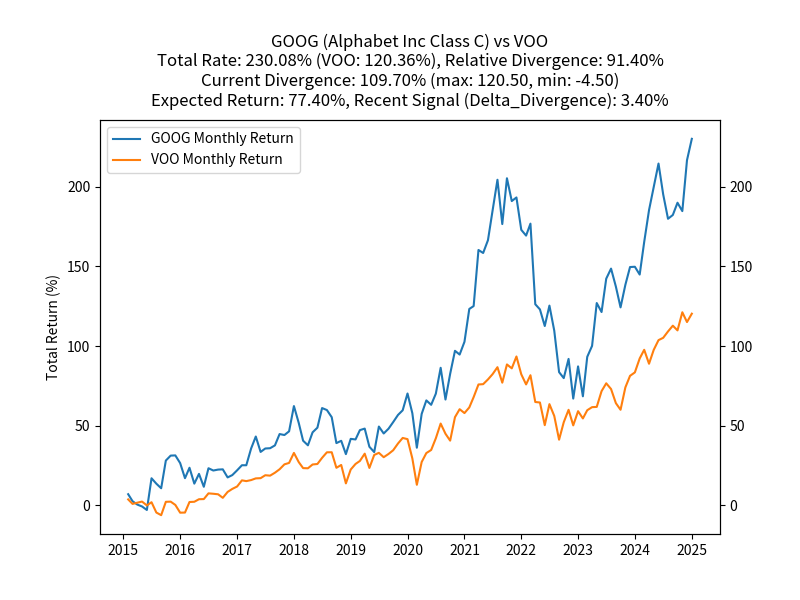 GOOG (Alphabet Inc Class C) vs VOO
Total Rate: 230.08% (VOO: 120.36%), Relative Divergence: 91.40%
Current Divergence: 109.70% (max: 120.50, min: -4.50)
Expected Return: 77.40%, Recent Signal (Delta_Divergence): 3.40%
GOOG Monthly Return
VOO Monthly Return
Total Return (%)
200
150
100
50
0
200
150
100
50
0
2015 2016 2017 2018 2019 2020 2021 2022 2023 2024 2025